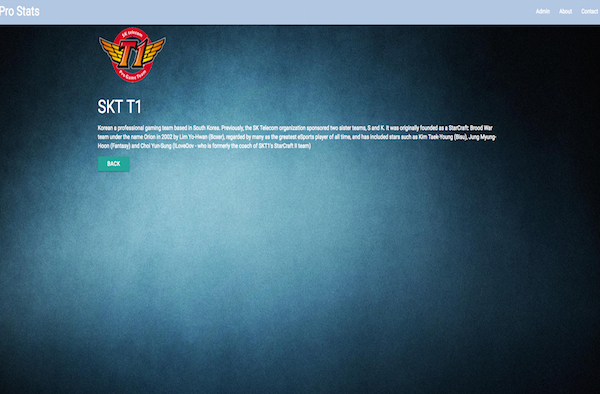 Pro Stats
Admin About Contact
SK telecom
T1
Pro Game Team
SKT T1
Korean a professional gaming team based in South Korea. Previously, the SK Telecom organization sponsored two sister teams, S and K. It was originally founded as a StarCraft: Brood War
team under the name Orion in 2002 by Lim Yo-Hwan (Boxer), regarded by many as the greatest eSports player of all time, and has included stars such as Kim Taek-Young (Bisu), Jung Myung-
Hoon (Fantasy) and Choi Yun-Sung (iLoveOov - who is formerly the coach of SKT1's StarCraft II team)
BACK